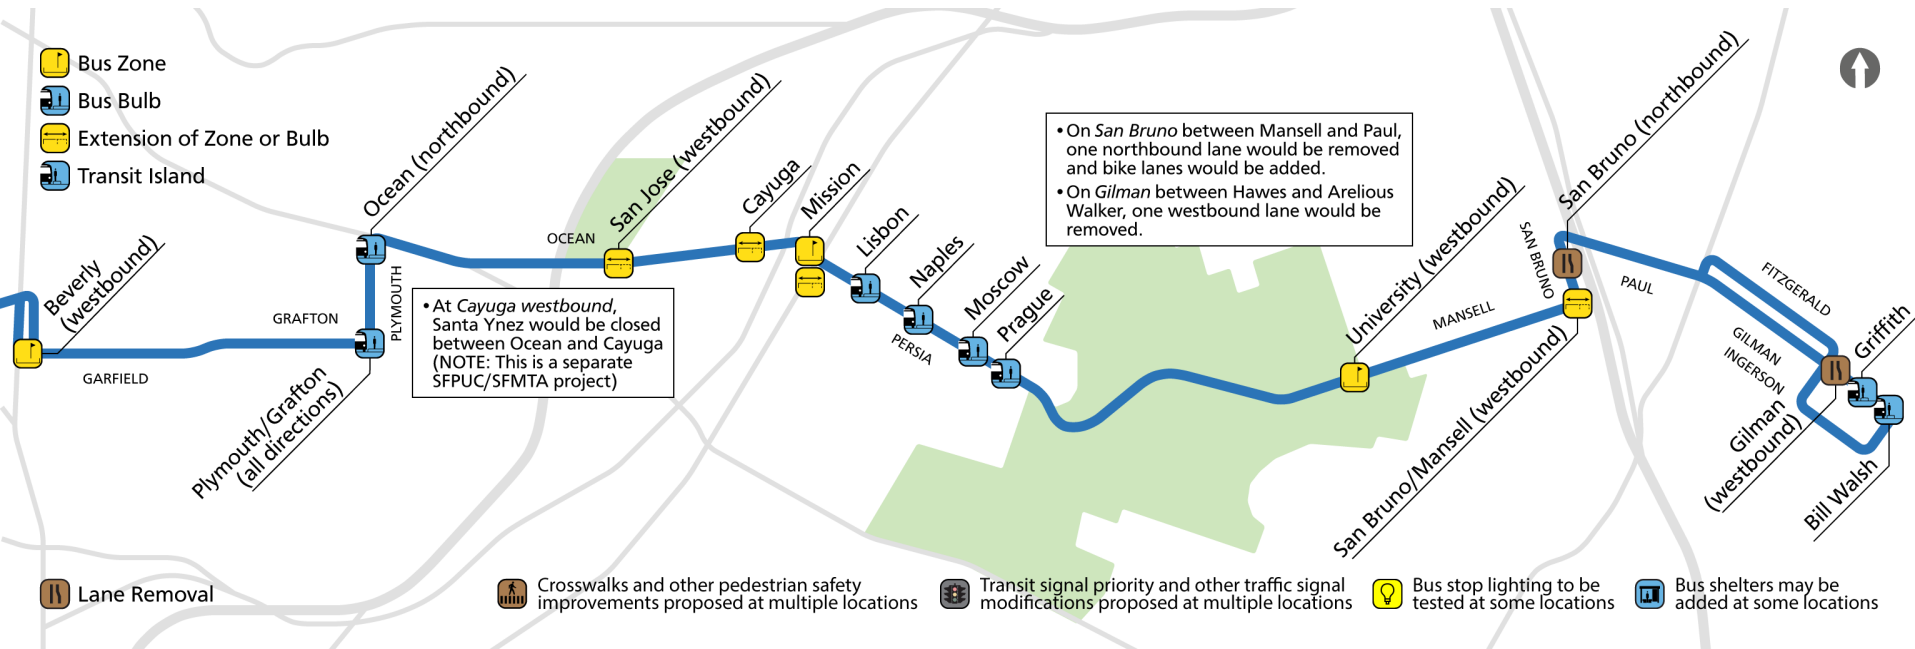 Bus Zone
Bus Bulb
Extension of Zone or Bulb
Transit Island
Beverly
(westbound)
GARFIELD
GRAFTON
Plymouth/Grafton
(all directions)
PLYMOUTH
Ocean (northbound)
OCEAN
San Jose (westbound)
Cayuga
Mission
• At Cayuga westbound,
Santa Ynez would be closed
between Ocean and Cayuga
(NOTE: This is a separate
SFPUC/SFMTA project)
Lisbon
Naples
Moscow
Prague
PERSIA
• On San Bruno between Mansell and Paul,
one northbound lane would be removed
and bike lanes would be added.
• On Gilman between Hawes and Arelious
Walker, one westbound lane would be
removed.
University (westbound)
MANSELL
San Bruno/Mansell (westbound)
SAN BRUNO
San Bruno (northbound)
PAUL
FITZGERALD
GILMAN
INGERSON
Griffith
Gilman
(westbound)
Bill Walsh
Lane Removal
Crosswalks and other pedestrian safety
improvements proposed at multiple locations
Transit signal priority and other traffic signal
modifications proposed at multiple locations
Bus stop lighting to be
tested at some locations
Bus shelters may be
added at some locations